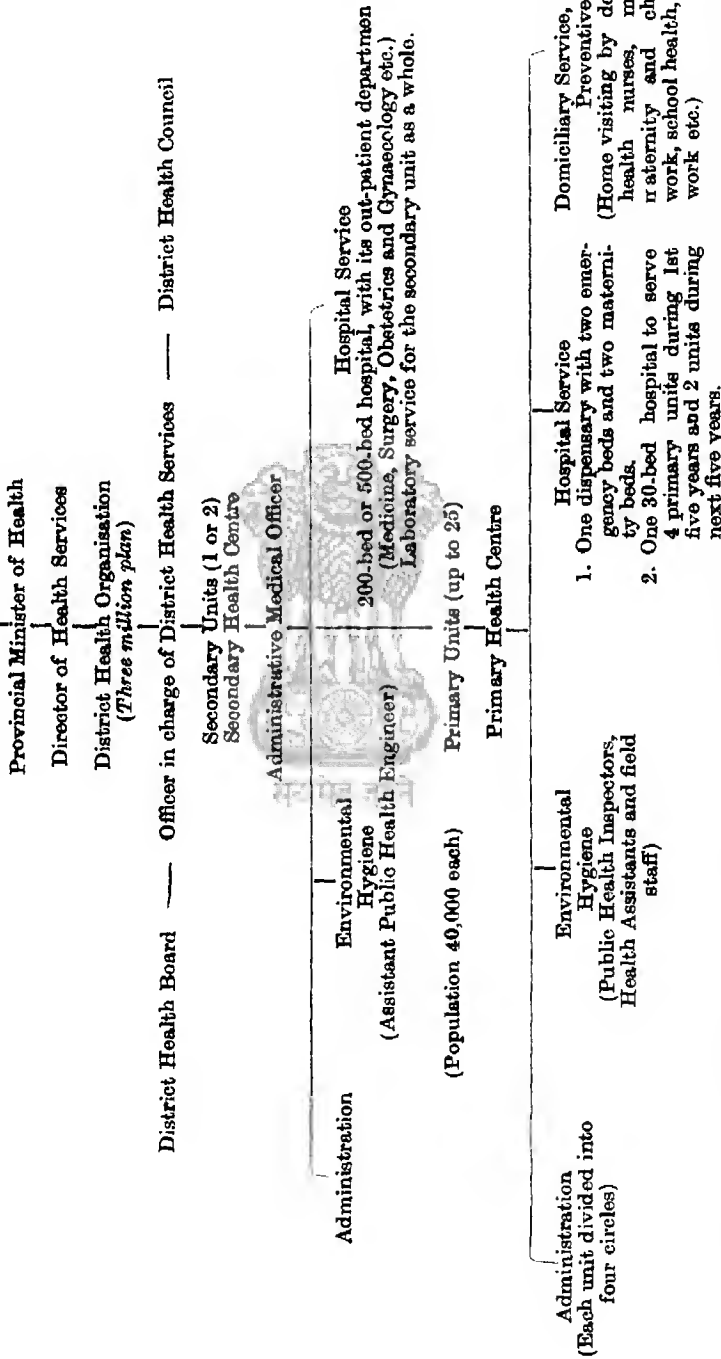 Provincial Minister of Health
Director of Health Services
District Health Organisation
(Three million plan)
District Health Board — Officer in charge of District Health Services — District Health Council
Secondary Units (1 or 2)
Secondary Health Centre
Administrative Medical Officer
Administration
Environmental
Hygiene
(Assistant Public Health Engineer)
Hospital Service
200-bed or 500-bed hospital, with its out-patient departmen
(Medicine, Surgery, Obstetrics and Gynaecology etc.)
Laboratory service for the secondary unit as a whole.
(Population 40,000 each)
Primary Units (up to 25)
Primary Health Centre
Administration
(Each unit divided into
four circles)
Environmental
Hygiene
(Public Health Inspectors,
Health Assistants and field
staff)
Hospital Service
1. One dispensary with two emer-
gency beds and two materni-
ty beds.
2. One 30-bed hospital to serve
4 primary units during 1st
five years and 2 units during
next five years.
Domiciliary Service,
Preventive
(Home visiting by
health nurses,
maternity and
work, school health,
work etc.)
सत्यमेव जयते